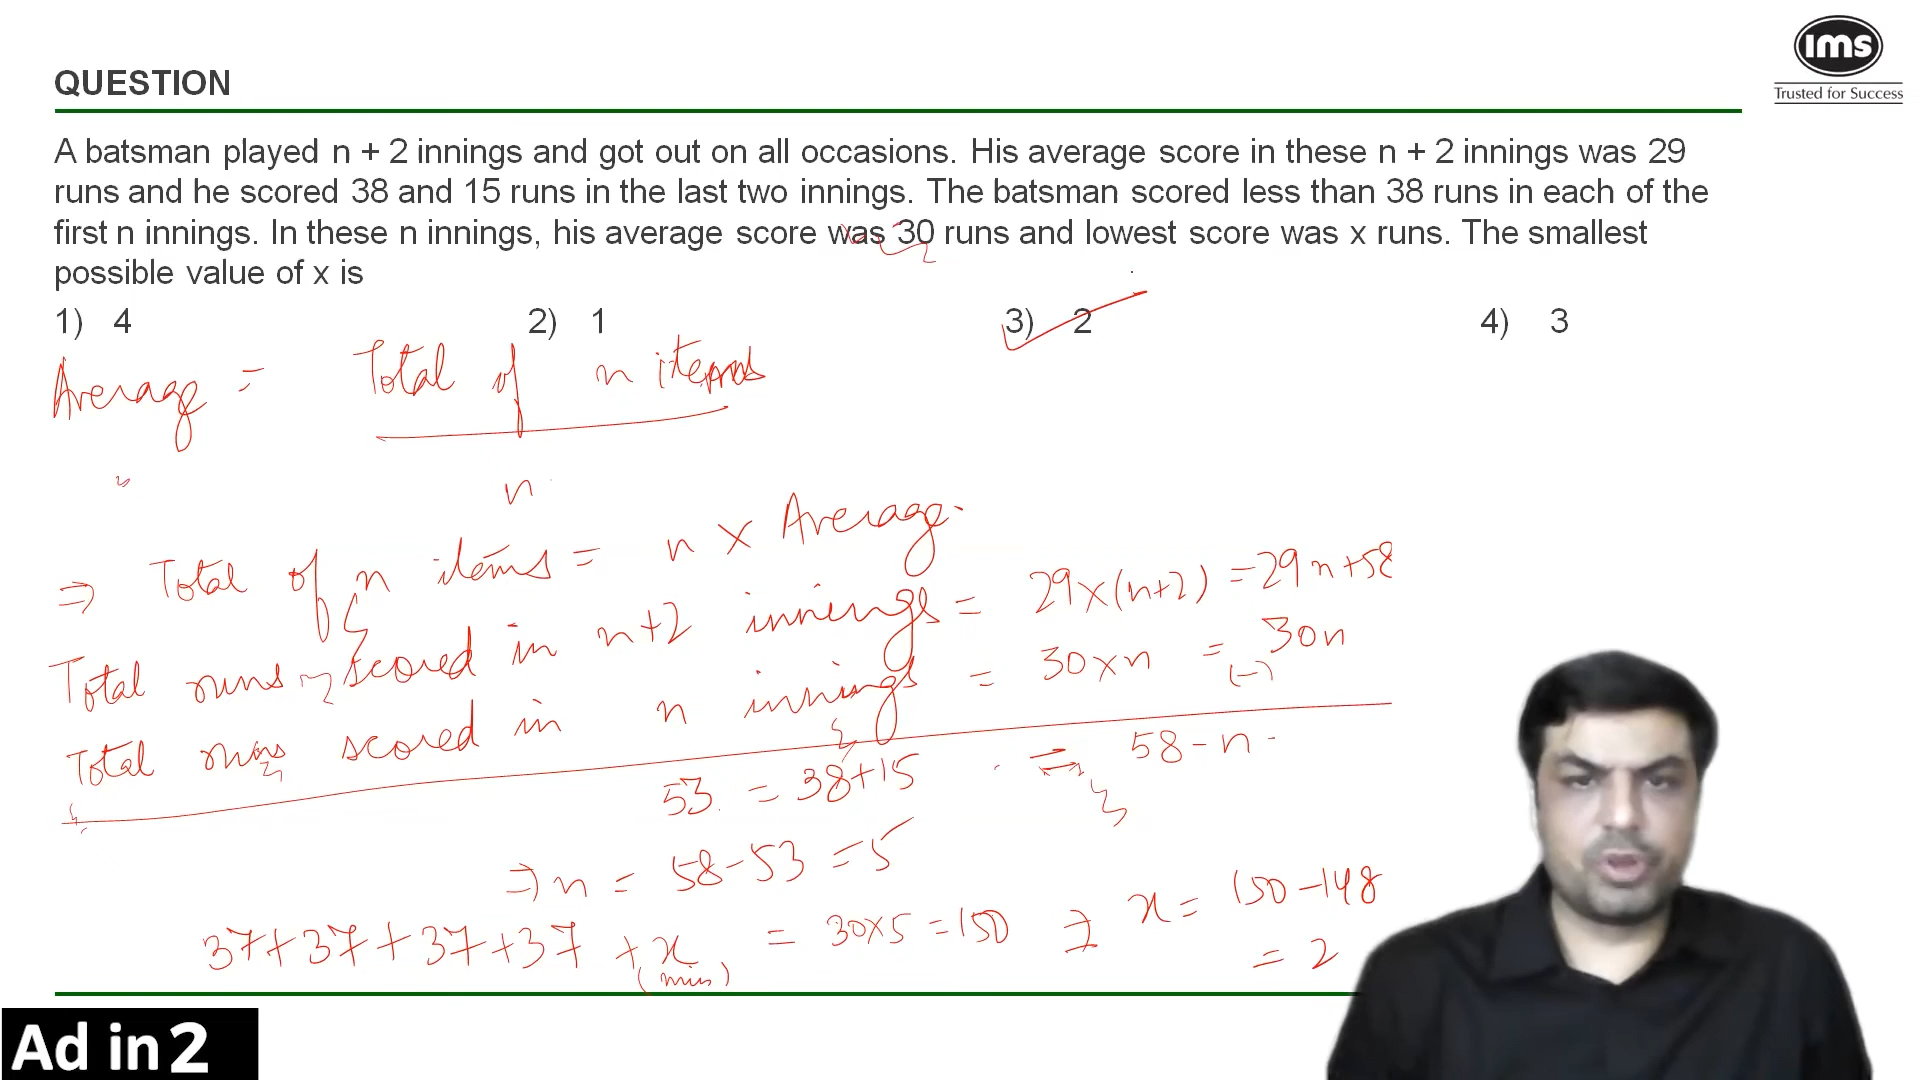 ims
Trusted for Success
QUESTION
A batsman played n + 2 innings and got out on all occasions. His average score in these n + 2 innings was 29
runs and he scored 38 and 15 runs in the last two innings. The batsman scored less than 38 runs in each of the
first n innings. In these n innings, his average score was 30 runs and lowest score was x runs. The smallest
possible value of x is
1) 4 2) 1 3) 2 4) 3
Average = Total of n items
n
⇒ Total of n items = n × Average.
Total runs scored in n+2 innings = 29×(n+2) = 29n+58
Total runs scored in n innings = 30×n = 30n
(-)
53 = 38+15 = 58-n
⇒ n = 58-53 = 5
37+37+37+37+x = 30×5 = 150 ⇒ x = 150-148
(min)
= 2
Ad in 2